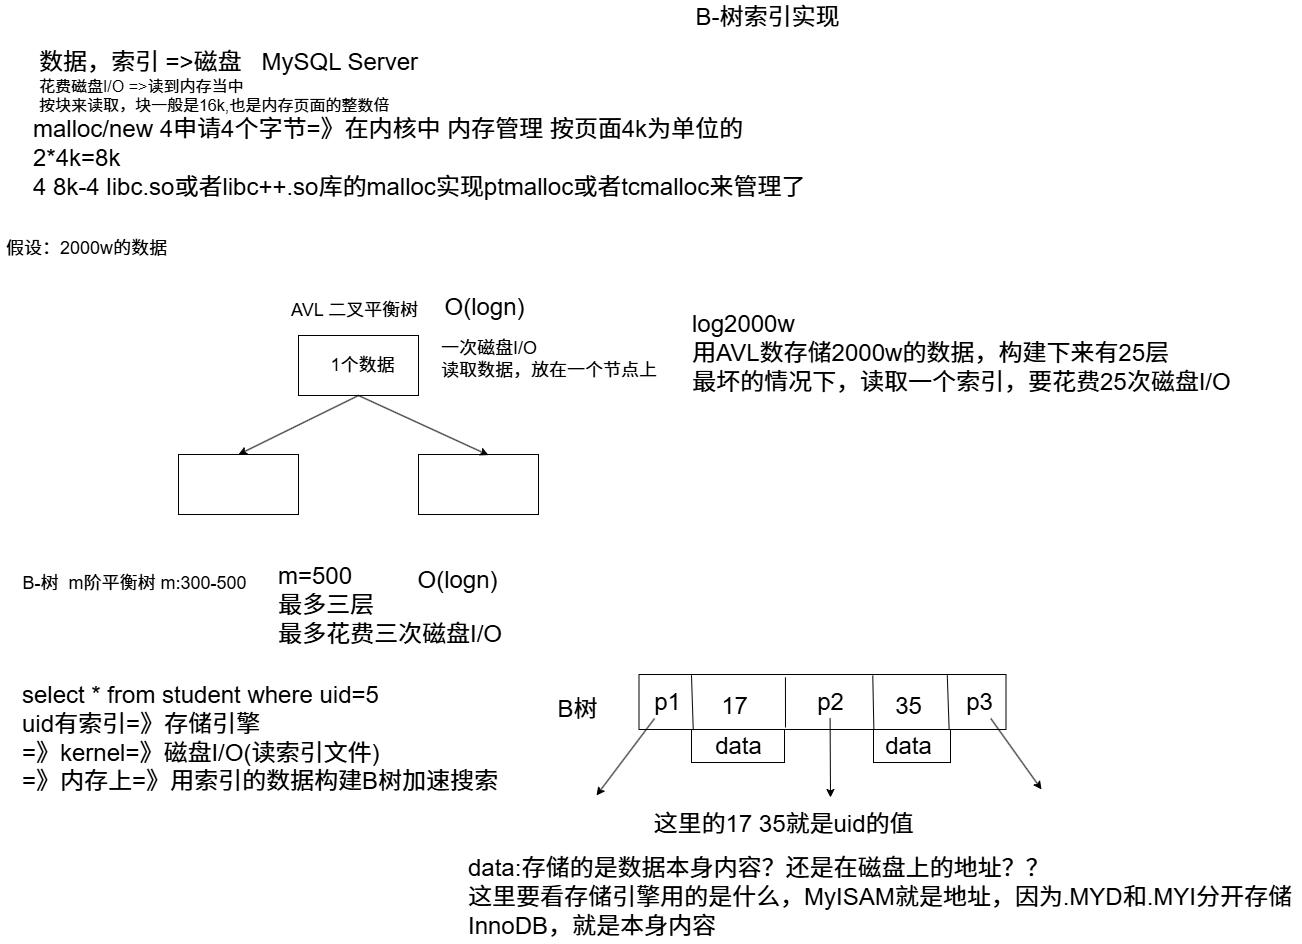 B-树索引实现
数据，索引 =>磁盘   MySQL Server
花费磁盘I/O =>读到内存当中
按块来读取，块一般是16k,也是内存页面的整数倍
malloc/new 4申请4个字节=》在内核中 内存管理 按页面4k为单位的
2*4k=8k
4 8k-4 libc.so或者libc++.so库的malloc实现ptmalloc或者tcmalloc来管理了
假设：2000w的数据
AVL 二叉平衡树
O(logn)
1个数据
一次磁盘I/O
读取数据，放在一个节点上
log2000w
用AVL数存储2000w的数据，构建下来有25层
最坏的情况下，读取一个索引，要花费25次磁盘I/O
B-树  m阶平衡树 m:300-500
m=500
最多三层
最多花费三次磁盘I/O
O(logn)
select * from student where uid=5
uid有索引=》存储引擎
=》kernel=》磁盘I/O(读索引文件)
=》内存上=》用索引的数据构建B树加速搜索
B树
p1
17
p2
35
p3
data
data
这里的17 35就是uid的值
data:存储的是数据本身内容？还是在磁盘上的地址？？
这里要看存储引擎用的是什么，MyISAM就是地址，因为.MYD和.MYI分开存储
InnoDB，就是本身内容